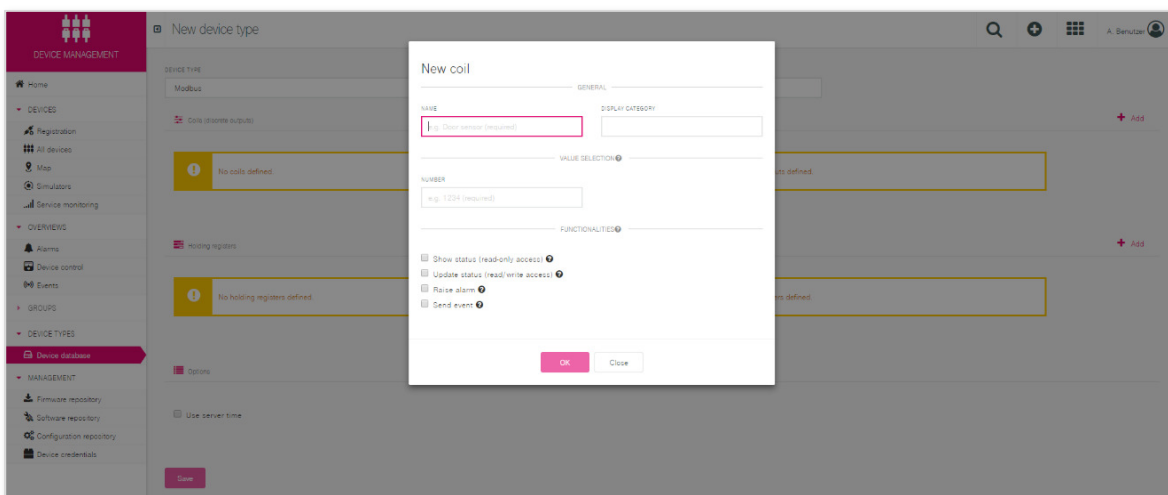 New device type
A. Benutzer
DEVICE MANAGEMENT
Home
DEVICES
Registration
All devices
Map
Simulators
Service monitoring
OVERVIEWS
Alarms
Device control
Events
GROUPS
DEVICE TYPES
Device database
MANAGEMENT
Firmware repository
Software repository
Configuration repository
Device credentials
DEVICE TYPE
Modbus
Coils (discrete outputs)
Add
No coils defined.
uts defined.
Holding registers
Add
No holding registers defined.
ers defined.
Options
Use server time
Save
New coil
GENERAL
NAME
DISPLAY CATEGORY
e.g. Door sensor (required)
VALUE SELECTION
NUMBER
e.g. 1234 (required)
FUNCTIONALITIES
Show status (read-only access)
Update status (read/write access)
Raise alarm
Send event
OK
Close